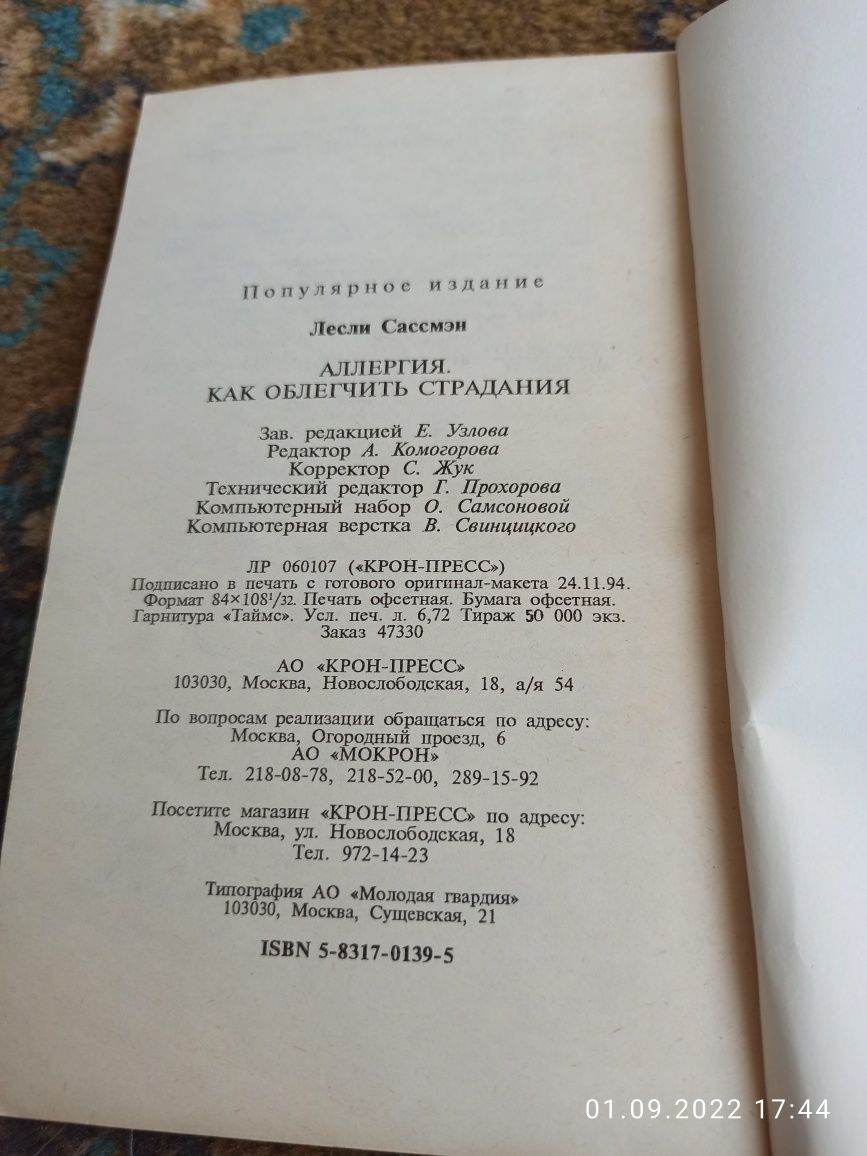 Популярное издание
Лесли Сассмэн
АЛЛЕРГИЯ.
КАК ОБЛЕГЧИТЬ СТРАДАНИЯ
Зав. редакцией Е. Узлова
Редактор А. Комогорова
Корректор С. Жук
Технический редактор Г. Прохорова
Компьютерный набор О. Самсоновой
Компьютерная верстка В. Свинцицкого
ЛР 060107 («КРОН-ПРЕСС»)
Подписано в печать с готового оригинал-макета 24.11.94.
Формат 84×108¹/32. Печать офсетная. Бумага офсетная.
Гарнитура «Таймс». Усл. печ. л. 6,72 Тираж 50 000 экз.
Заказ 47330
АО «КРОН-ПРЕСС»
103030, Москва, Новослободская, 18, а/я 54
По вопросам реализации обращаться по адресу:
Москва, Огородный проезд, 6
АО «МОКРОН»
Тел. 218-08-78, 218-52-00, 289-15-92
Посетите магазин «КРОН-ПРЕСС» по адресу:
Москва, ул. Новослободская, 18
Тел. 972-14-23
Типография АО «Молодая гвардия»
103030, Москва, Сущевская, 21
ISBN 5-8317-0139-5
01.09.2022 17:44